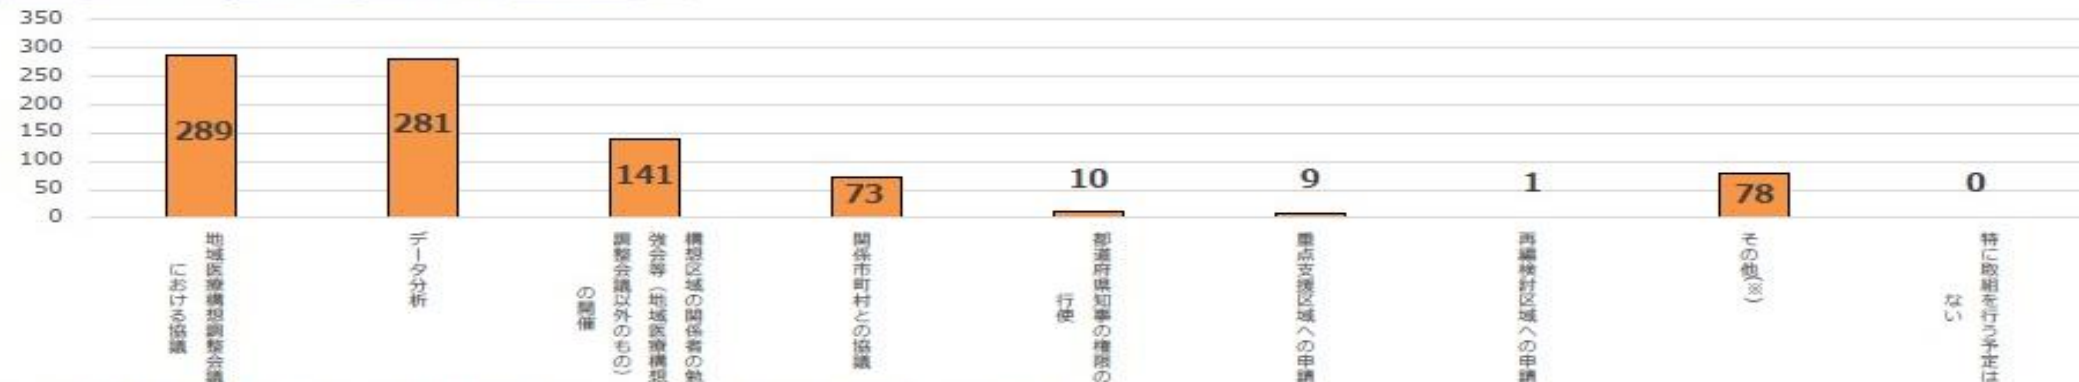 350
300
250
200
150
100
50
0
289
281
141
73
10
9
1
78
0
地域医療構想調整会議
における協議
データ分析
構想区域の関係者の勉
強会等（地域医療構想
調整会議以外のもの）
の開催
関係市町村との協議
都道府県知事の権限の
行使
重点支援区域への申請
再編検討区域への申請
その他(※)
特に取組を行う予定は
ない